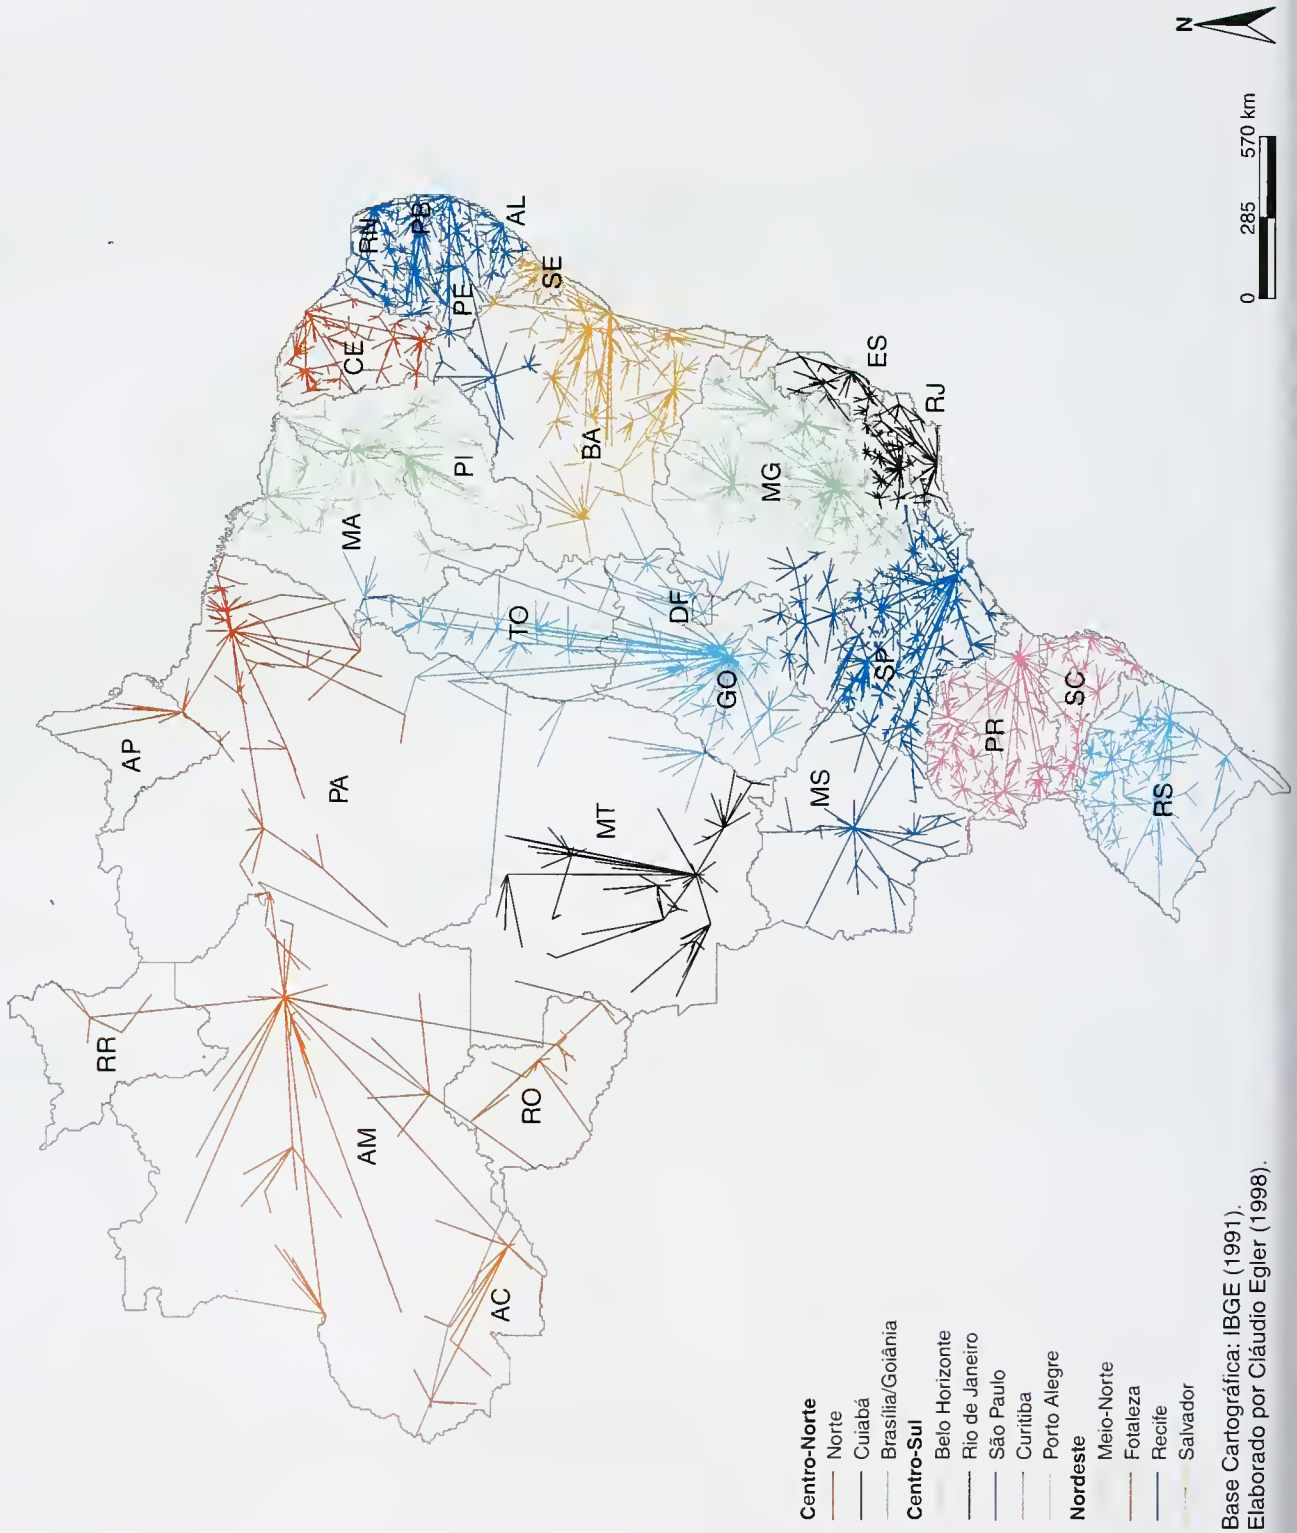 N
0 285 570 km
RR
AP
AM
PA
AC
RO
MT
MA
TO
PI
CE
RN
PB
PE
AL
SE
BA
DF
GO
MG
ES
RJ
MS
SP
PR
SC
RS
Centro-Norte
Norte
Cuiabá
Brasília/Goiânia
Centro-Sul
Belo Horizonte
Rio de Janeiro
São Paulo
Curitiba
Porto Alegre
Nordeste
Meio-Norte
Fotaleza
Recife
Salvador
Base Cartográfica: IBGE (1991).
Elaborado por Cláudio Egler (1998).